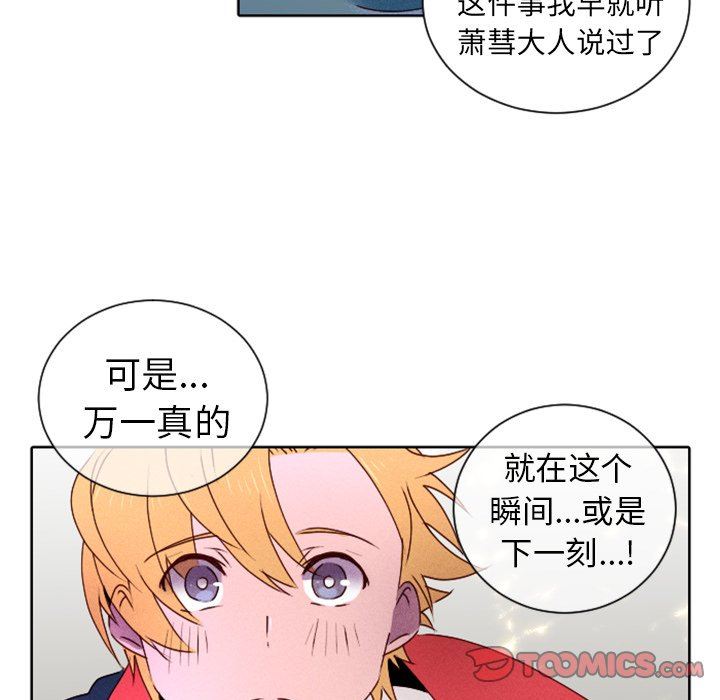 这件事我早就听
萧彗大人说过了
可是...
万一真的
就在这个
瞬间...或是
下一刻...!
TOOMICS.COM